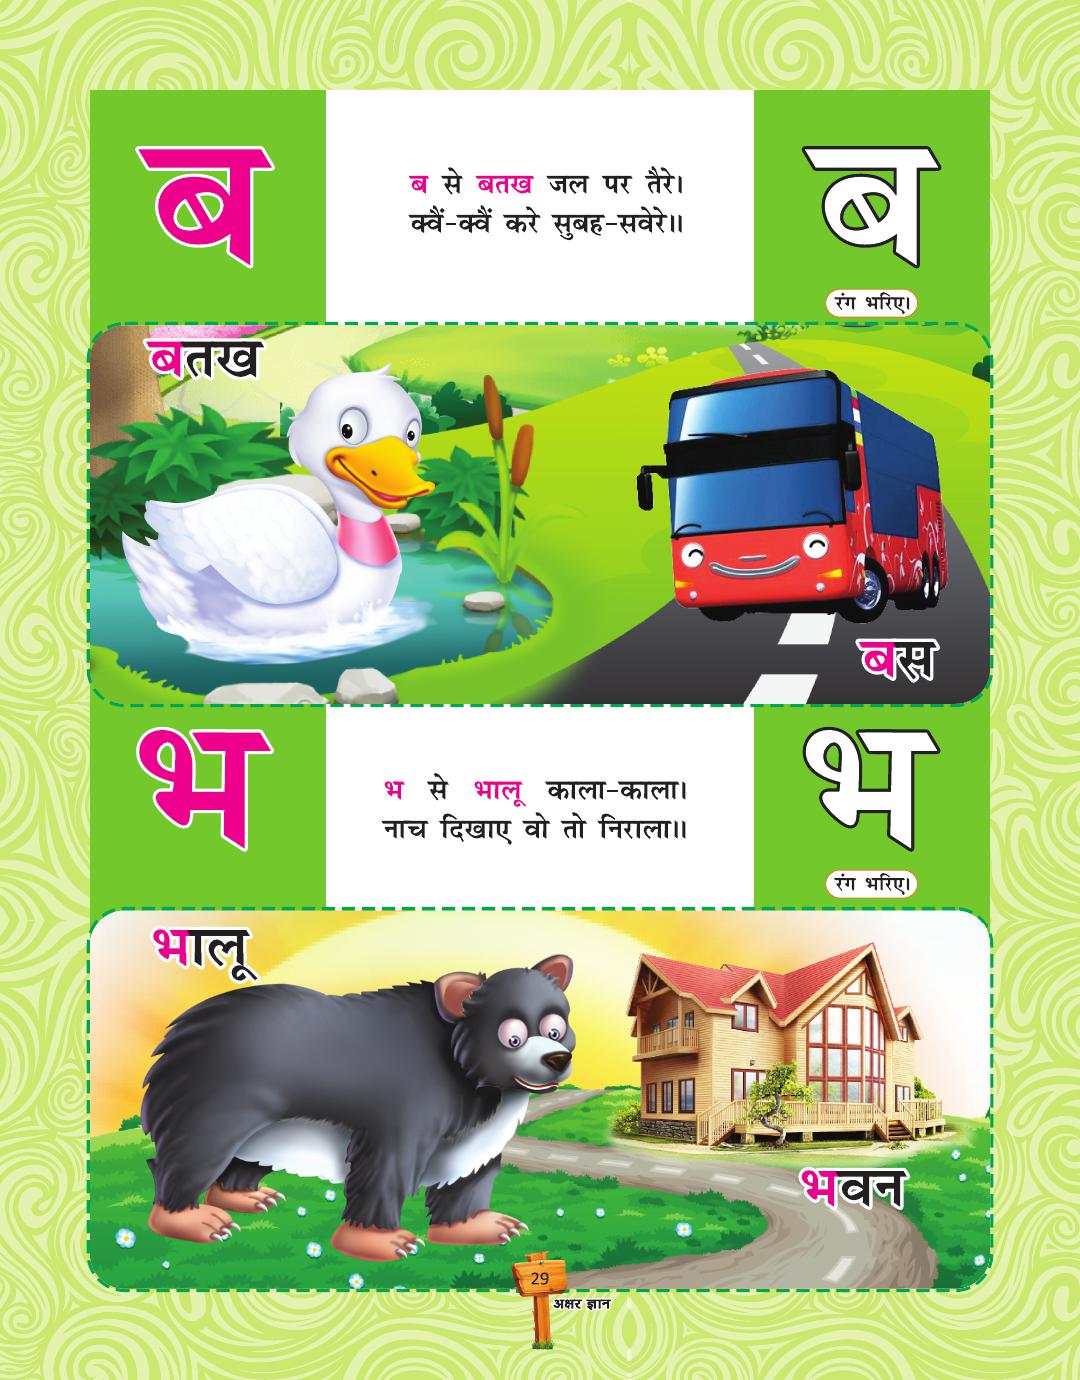 ब
ब से बतख जल पर तैरे।
क्वैं-क्वैं करे सुबह-सवेरे॥
ब
रंग भरिए।
बतख
बस
भ
भ से भालू काला-काला।
नाच दिखाए वो तो निराला॥
भ
रंग भरिए।
भालू
भवन
29
अक्षर ज्ञान